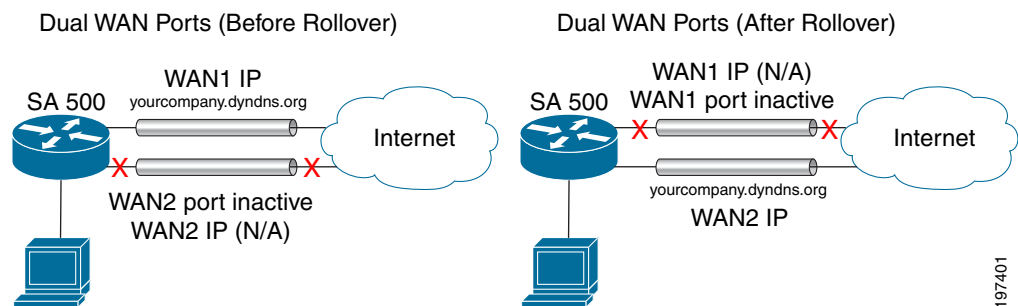 Dual WAN Ports (Before Rollover)
WAN1 IP
yourcompany.dyndns.org
SA 500
Internet
WAN2 port inactive
WAN2 IP (N/A)
Dual WAN Ports (After Rollover)
WAN1 IP (N/A)
WAN1 port inactive
SA 500
Internet
yourcompany.dyndns.org
WAN2 IP
197401